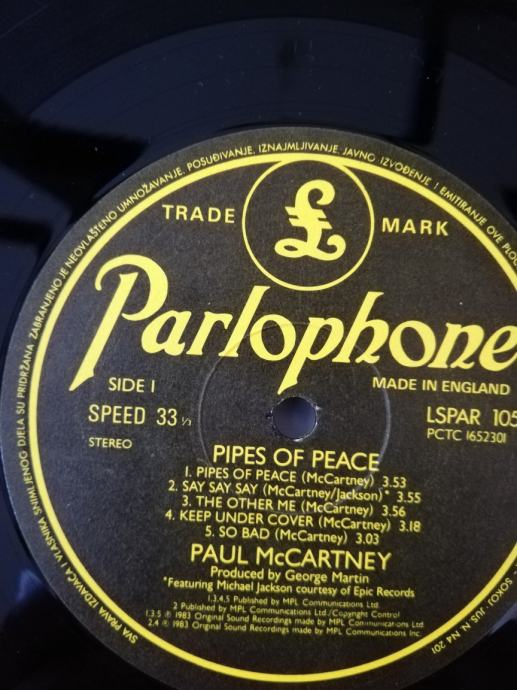 SVA PRAVA IZDAVAČA I VLASNIKA SNIMLJENOG DJELA SU PRIDRŽANA ZABRANJENO JE NEOVLAŠTENO UMNOŽAVANJE, POSUĐIVANJE, IZNAJMLJIVANJE, JAVNO IZVOĐENJE I EMITIRANJE OVE PLOČ
TRADE £ MARK
Parlophone
SIDE 1
MADE IN ENGLAND
SPEED 33 1/3
LSPAR 105
STEREO
PCTC 1652301
PIPES OF PEACE
1. PIPES OF PEACE (McCartney) 3.53
2. SAY SAY SAY (McCartney/Jackson)* 3.55
3. THE OTHER ME (McCartney) 3.56
4. KEEP UNDER COVER (McCartney) 3.18
5. SO BAD (McCartney) 3.03
PAUL McCARTNEY
Produced by George Martin
*Featuring Michael Jackson courtesy of Epic Records
1,3,4,5 Published by MPL Communications Ltd.
2 Published by MPL Communications Ltd./Copyright Control
1,3,5 ℗ 1983 Original Sound Recordings made by MPL Communications Ltd.
2,4 ℗ 1983 Original Sound Recordings made by MPL Communications Inc.
SOKOJ, JUS. N. N4 201